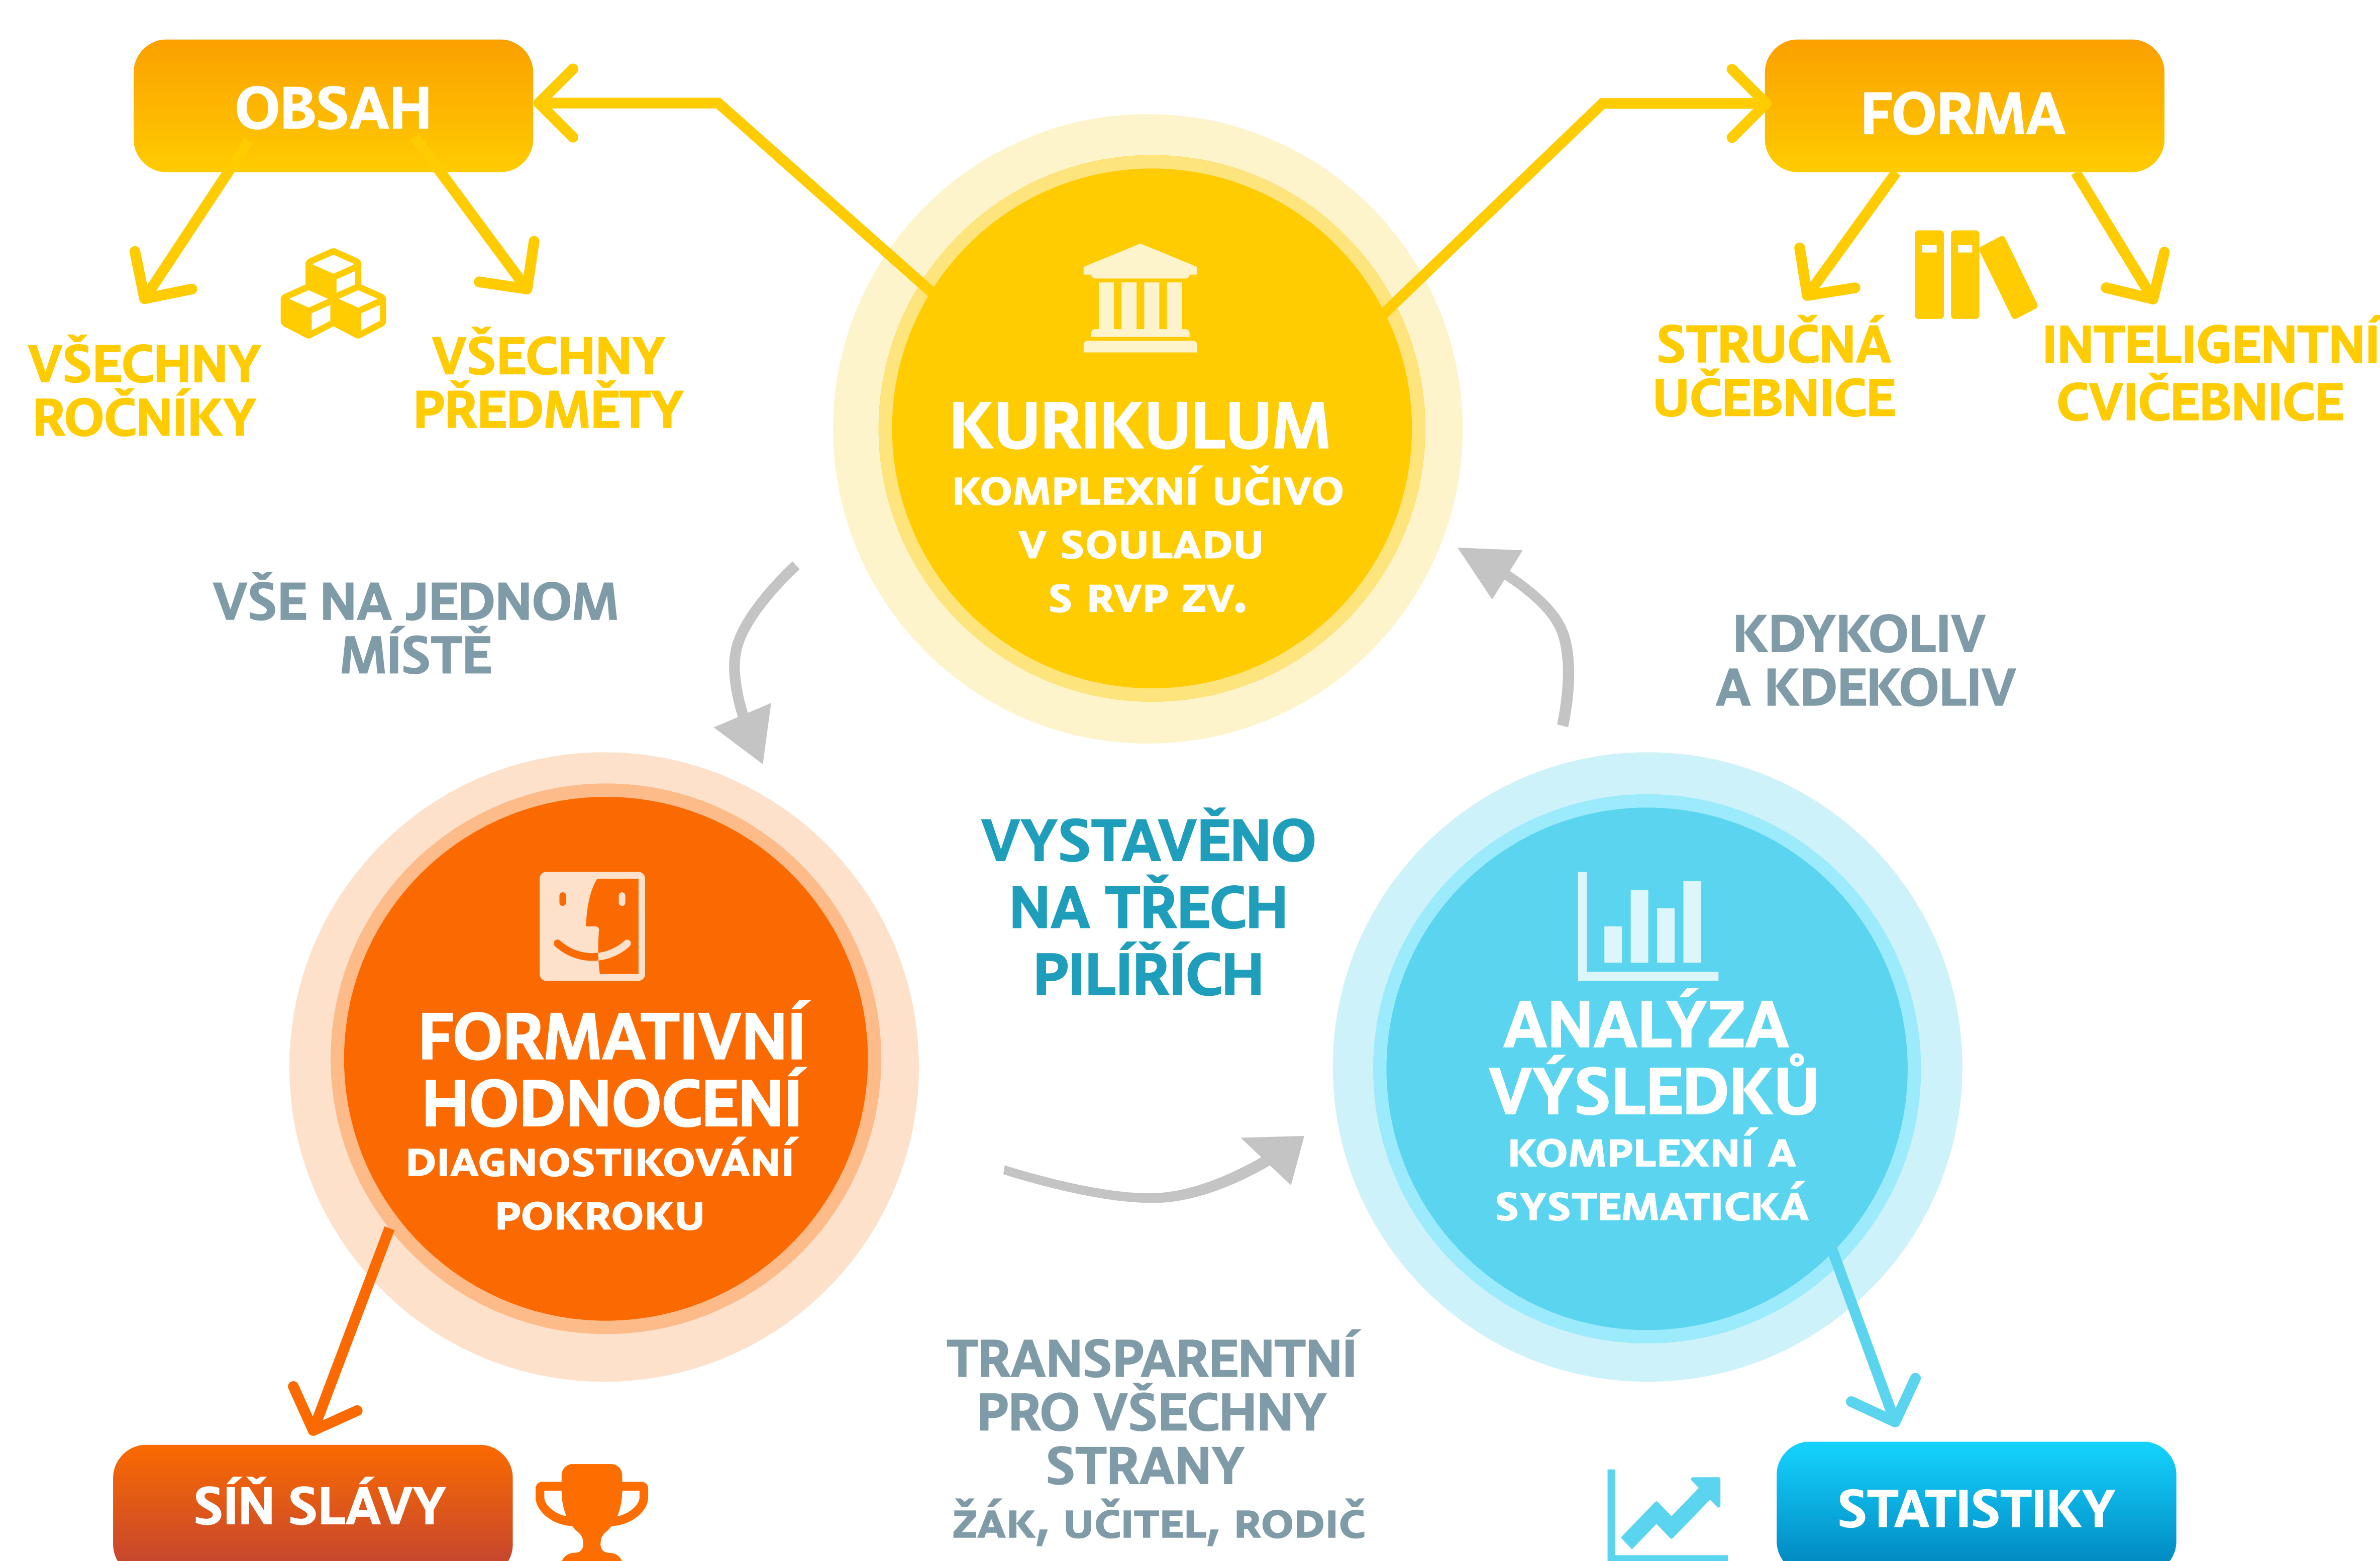 OBSAH
FORMA
VŠECHNY
ROČNÍKY
VŠECHNY
PŘEDMĚTY
STRUČNÁ
UČEBNICE
INTELIGENTNÍ
CVIČEBNICE
KURIKULUM
KOMPLEXNÍ UČIVO
V SOULADU
S RVP ZV.
VŠE NA JEDNOM
MÍSTĚ
KDYKOLIV
A KDEKOLIV
VYSTAVĚNO
NA TŘECH
PILÍŘÍCH
FORMATIVNÍ
HODNOCENÍ
DIAGNOSTIKOVÁNÍ
POKROKU
ANALÝZA
VÝSLEDKŮ
KOMPLEXNÍ A
SYSTEMATICKÁ
TRANSPARENTNÍ
PRO VŠECHNY
STRANY
ŽÁK, UČITEL, RODIČ
SÍŇ SLÁVY
STATISTIKY